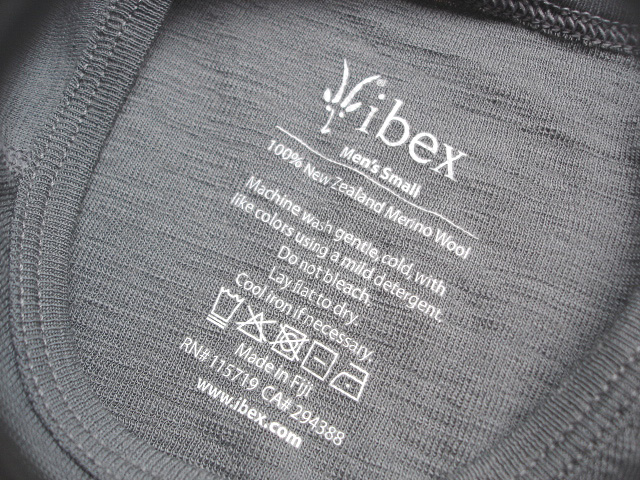 ibex
Men's Small
100% New Zealand Merino Wool
Machine wash gentle, cold, with
like colors using a mild detergent.
Do not bleach.
Lay flat to dry.
Cool iron if necessary.
Made in Fiji
RN# 115719 CA# 294388
www.ibex.com